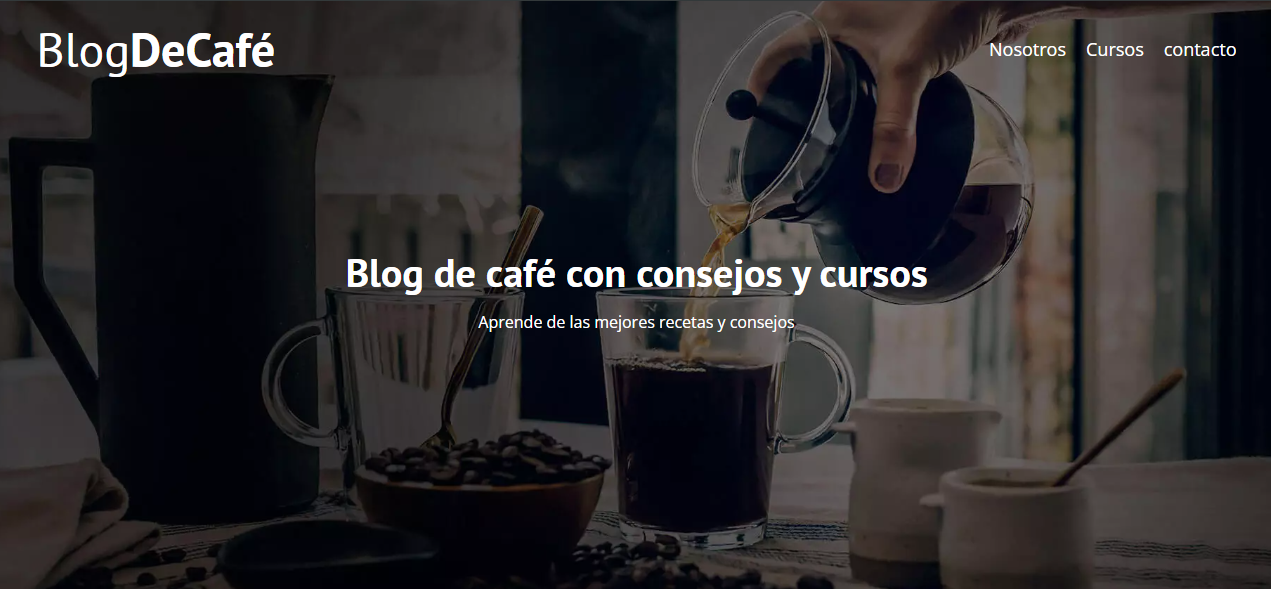 BlogDeCafé
Nosotros Cursos contacto
Blog de café con consejos y cursos
Aprende de las mejores recetas y consejos